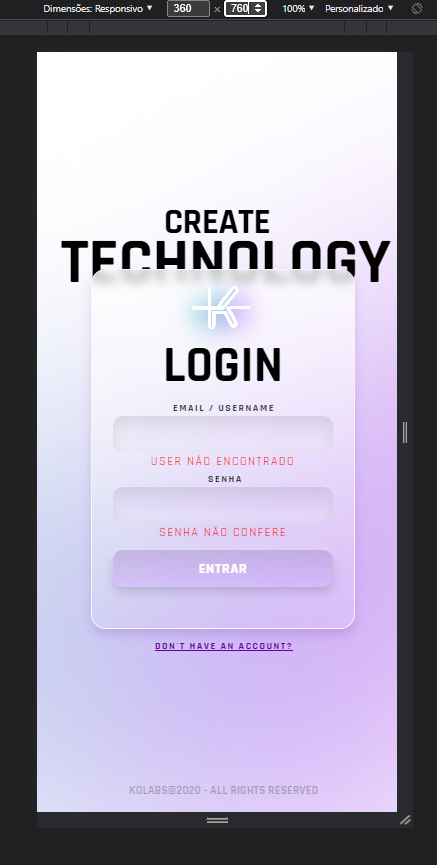 Dimensões: Responsivo ▼ 360 × 760 100% ▼ Personalizado ▼
CREATE
TECHNOLOGY
K
LOGIN
EMAIL / USERNAME
USER NÃO ENCONTRADO
SENHA
SENHA NÃO CONFERE
ENTRAR
DON'T HAVE AN ACCOUNT?
KOLABS©2020 - ALL RIGHTS RESERVED